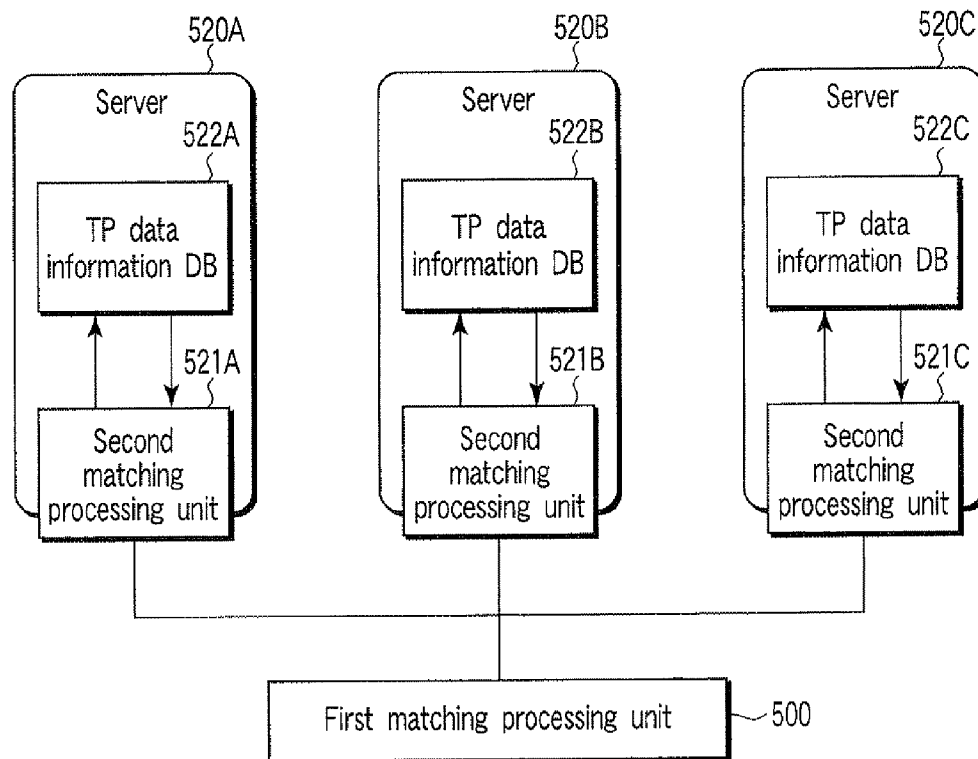 520A
520B
520C
Server
Server
Server
522A
522B
522C
TP data
information DB
TP data
information DB
TP data
information DB
521A
521B
521C
Second
matching
processing unit
Second
matching
processing unit
Second
matching
processing unit
First matching processing unit
500